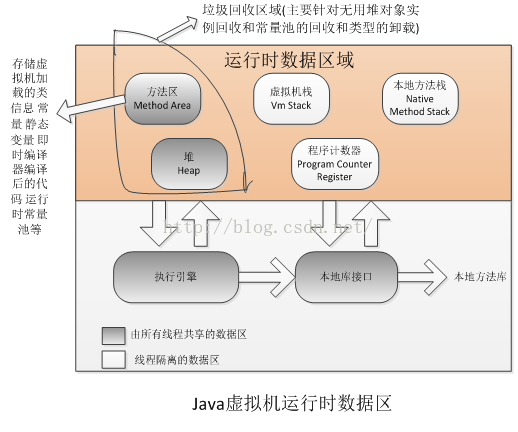 垃圾回收区域(主要针对无用堆对象实
例回收和常量池的回收和类型的卸载)
运行时数据区域
存储虚
拟机加
载的类
信息 常
量 静态
变量 即
时编译
器编译
后的代
码 运行
时常量
池等
方法区
Method Area
虚拟机栈
Vm Stack
本地方法栈
Native
Method Stack
堆
Heap
程序计数器
Program Counter
Register
http://blog.csdn.net/
执行引擎
本地库接口
本地方法库
由所有线程共享的数据区
线程隔离的数据区
Java虚拟机运行时数据区